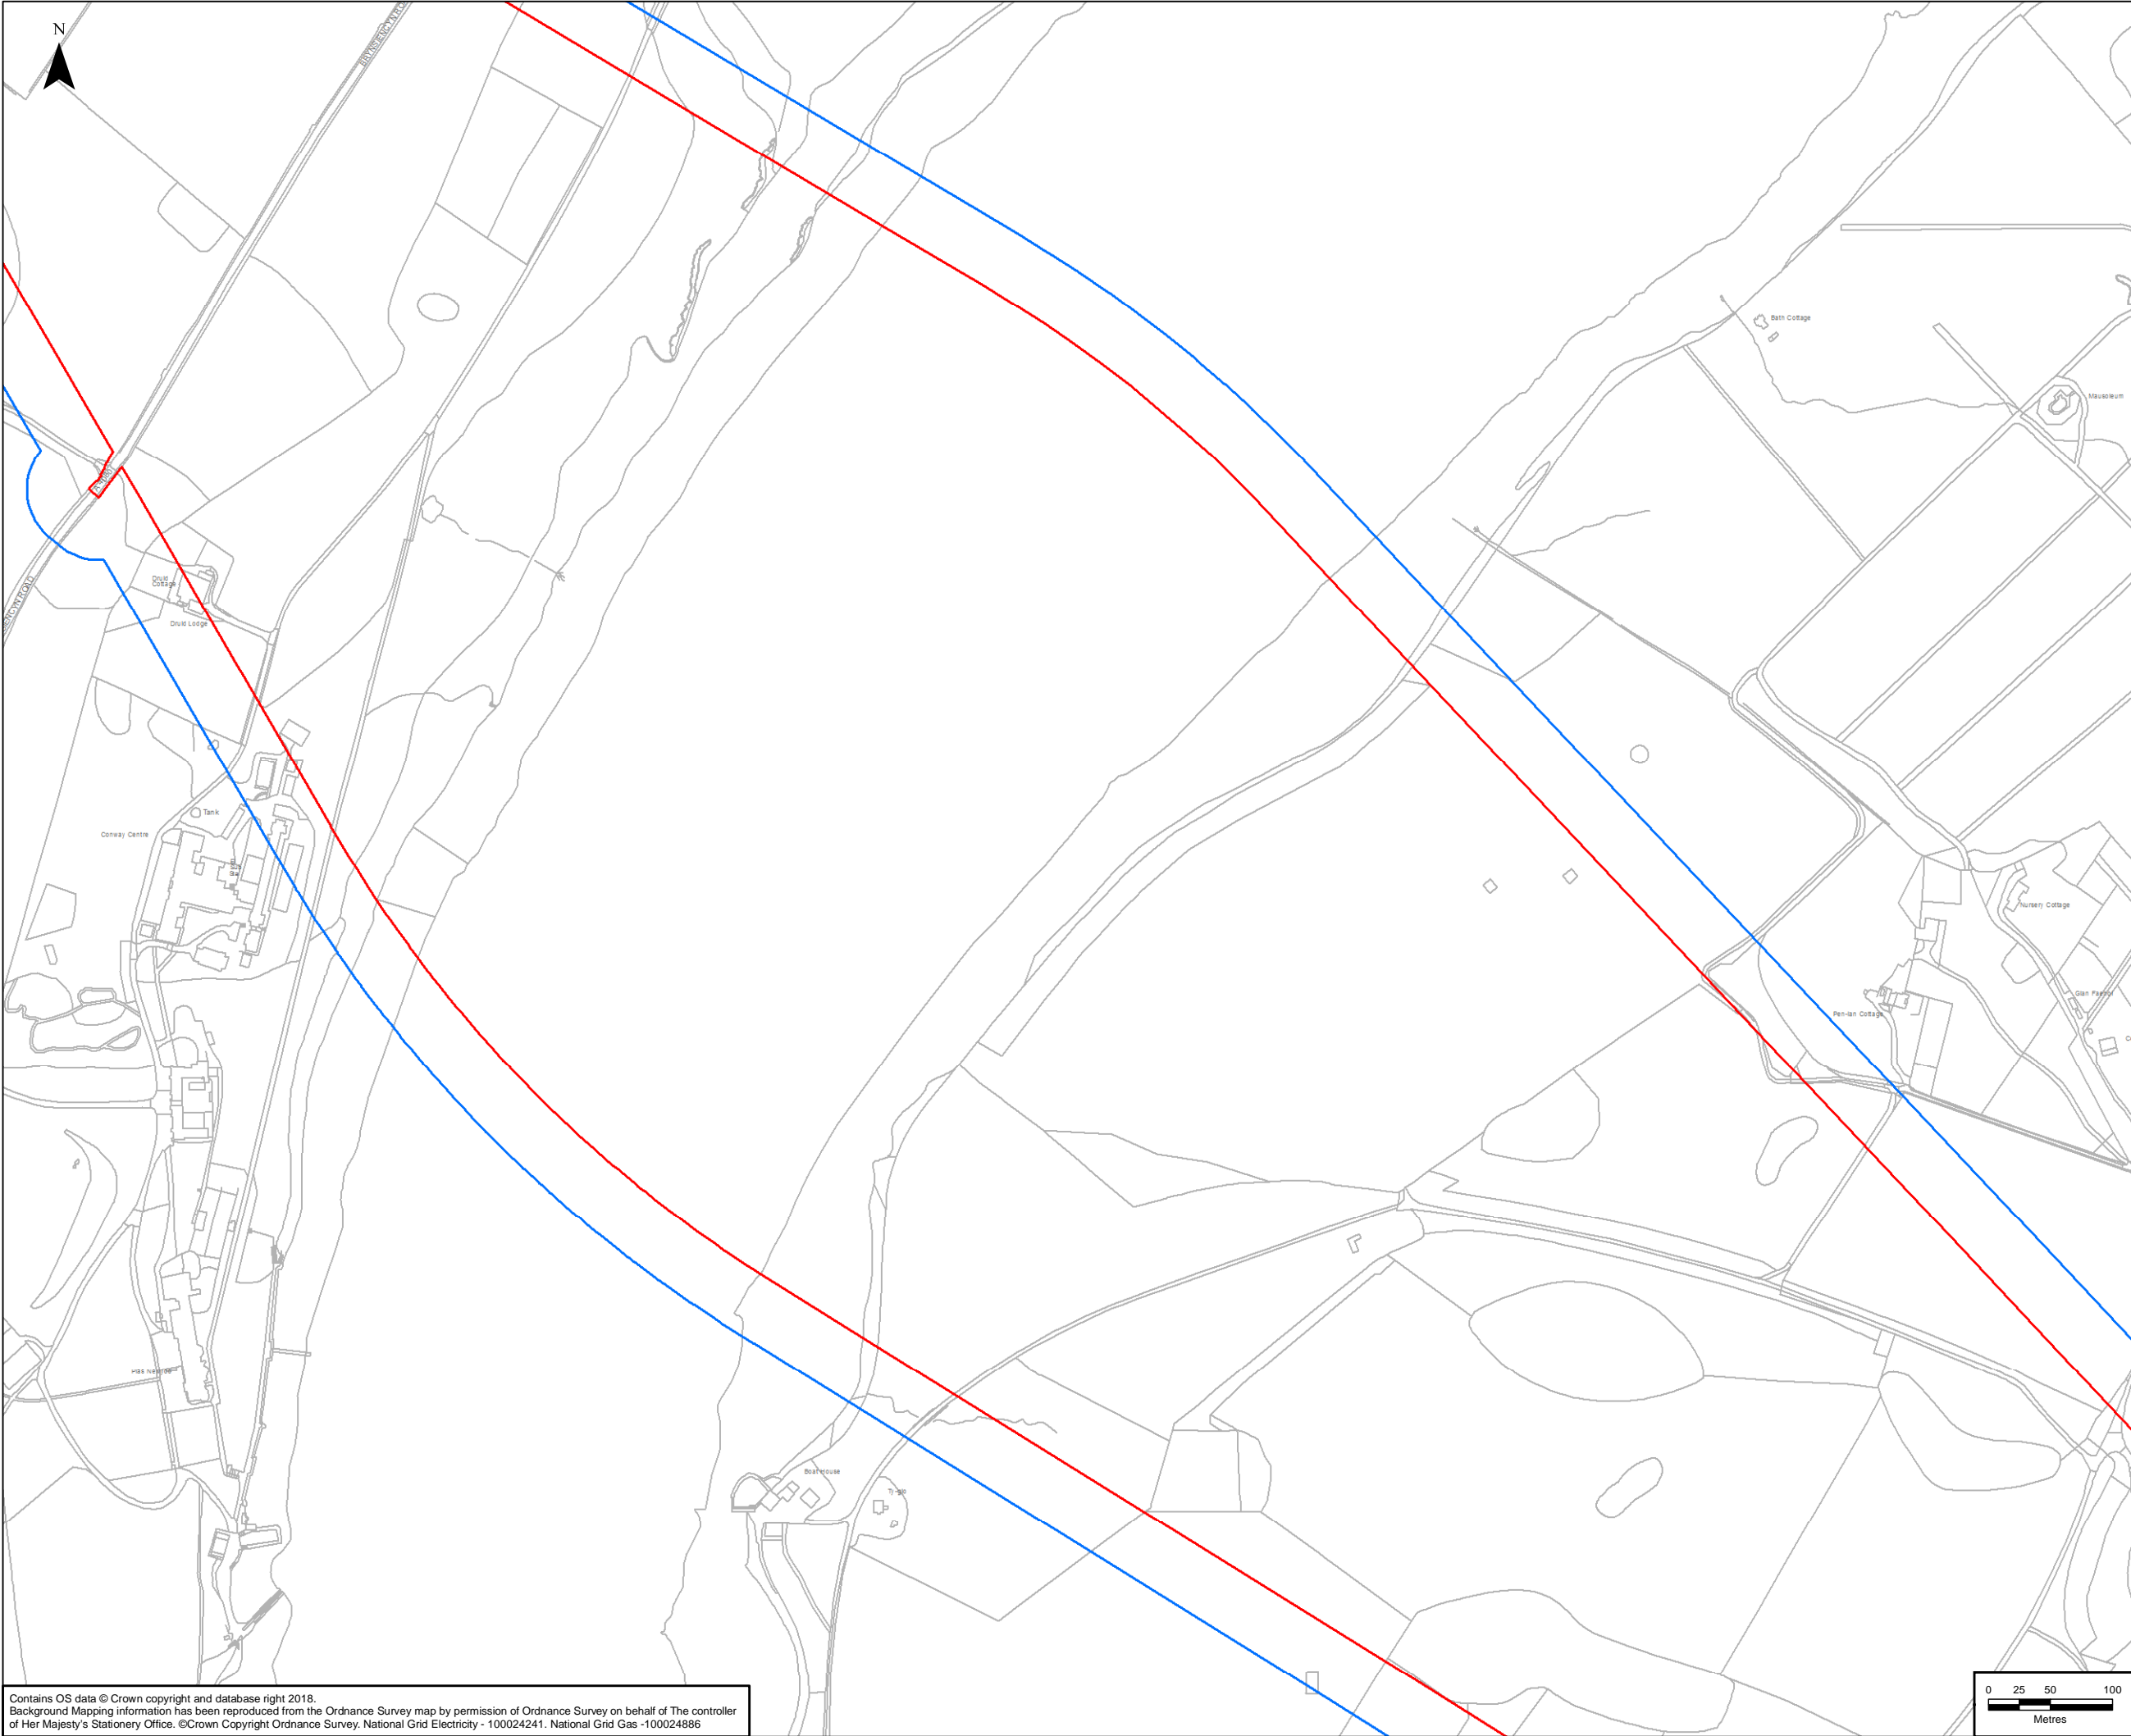 N
Bath Cottage
Mausoleum
Druid
Cottage
Druid Lodge
Tank
Conway Centre
Nursery Cottage
Pen-lan Cottage
Boat House
0 25 50 100
Metres
Contains OS data © Crown copyright and database right 2018.
Background Mapping information has been reproduced from the Ordnance Survey map by permission of Ordnance Survey on behalf of The controller
of Her Majesty's Stationery Office. ©Crown Copyright Ordnance Survey. National Grid Electricity - 100024241. National Grid Gas -100024886